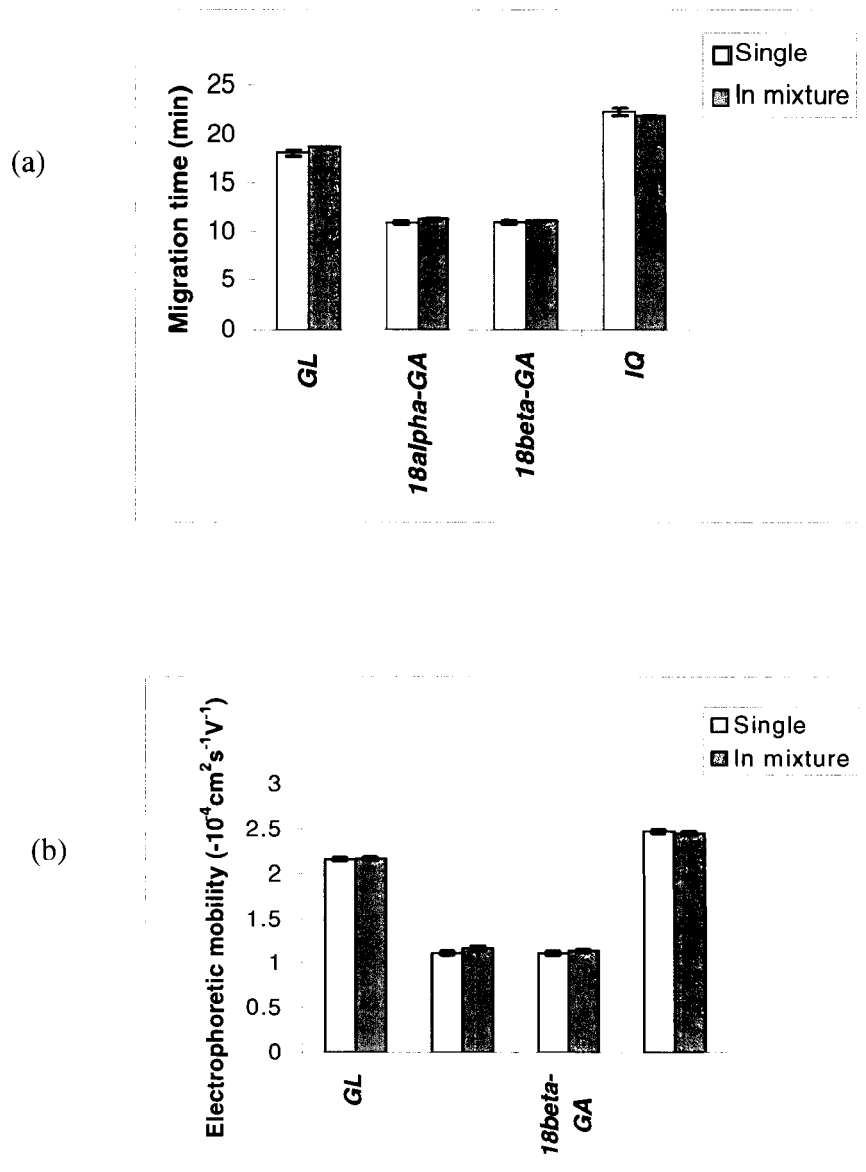 Single
In mixture
(a)
Migration time (min)
25
20
15
10
5
0
GL
18alpha-GA
18beta-GA
IQ
Single
In mixture
(b)
Electrophoretic mobility (-10⁻⁴cm²s⁻¹V⁻¹)
3
2.5
2
1.5
1
0.5
0
GL
18beta-
GA